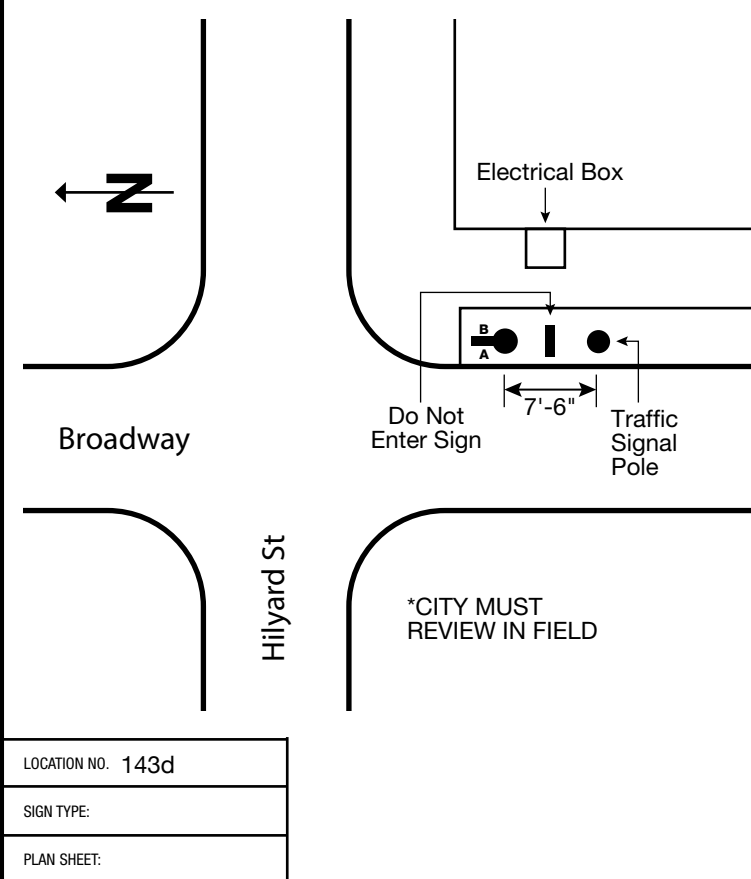 N
Electrical Box
B
A
7'-6"
Do Not
Enter Sign
Traffic
Signal
Pole
Broadway
Hilyard St
*CITY MUST
REVIEW IN FIELD
LOCATION NO. 143d
SIGN TYPE:
PLAN SHEET: